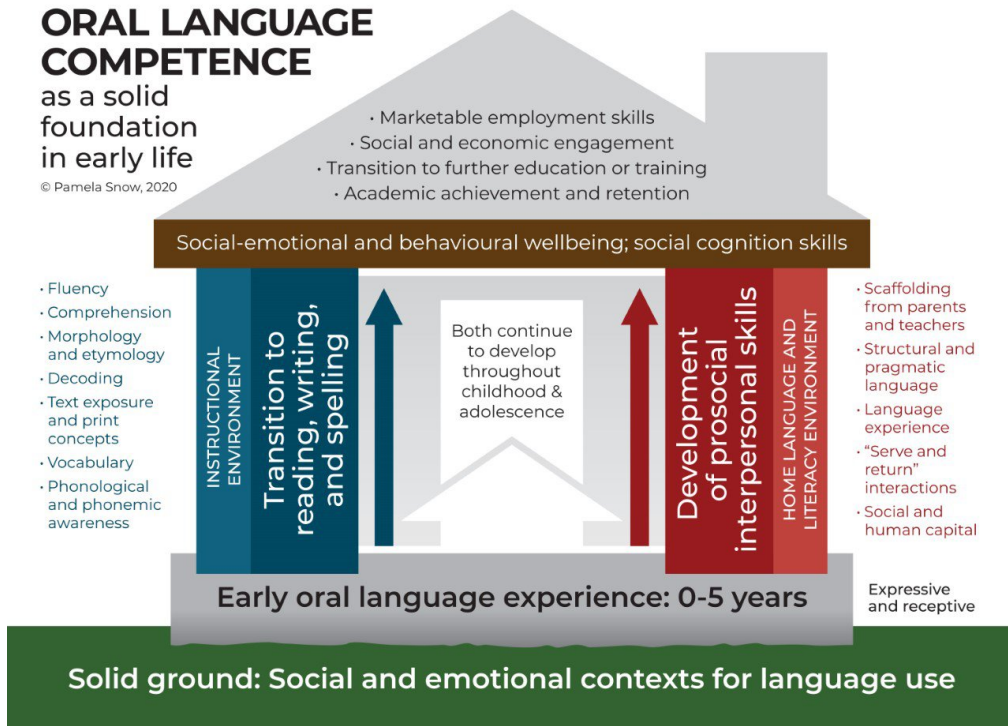 ORAL LANGUAGE
COMPETENCE
as a solid
foundation
in early life
© Pamela Snow, 2020
· Marketable employment skills
· Social and economic engagement
· Transition to further education or training
· Academic achievement and retention
Social-emotional and behavioural wellbeing; social cognition skills
· Fluency
· Comprehension
· Morphology
and etymology
· Decoding
· Text exposure
and print
concepts
· Vocabulary
· Phonological
and phonemic
awareness
INSTRUCTIONAL
ENVIRONMENT
Transition to
reading, writing,
and spelling
Both continue
to develop
throughout
childhood &
adolescence
Development
of prosocial
interpersonal skills
HOME LANGUAGE AND
LITERACY ENVIRONMENT
· Scaffolding
from parents
and teachers
· Structural and
pragmatic
language
· Language
experience
· “Serve and
return”
interactions
· Social and
human capital
Early oral language experience: 0-5 years
Expressive
and receptive
Solid ground: Social and emotional contexts for language use